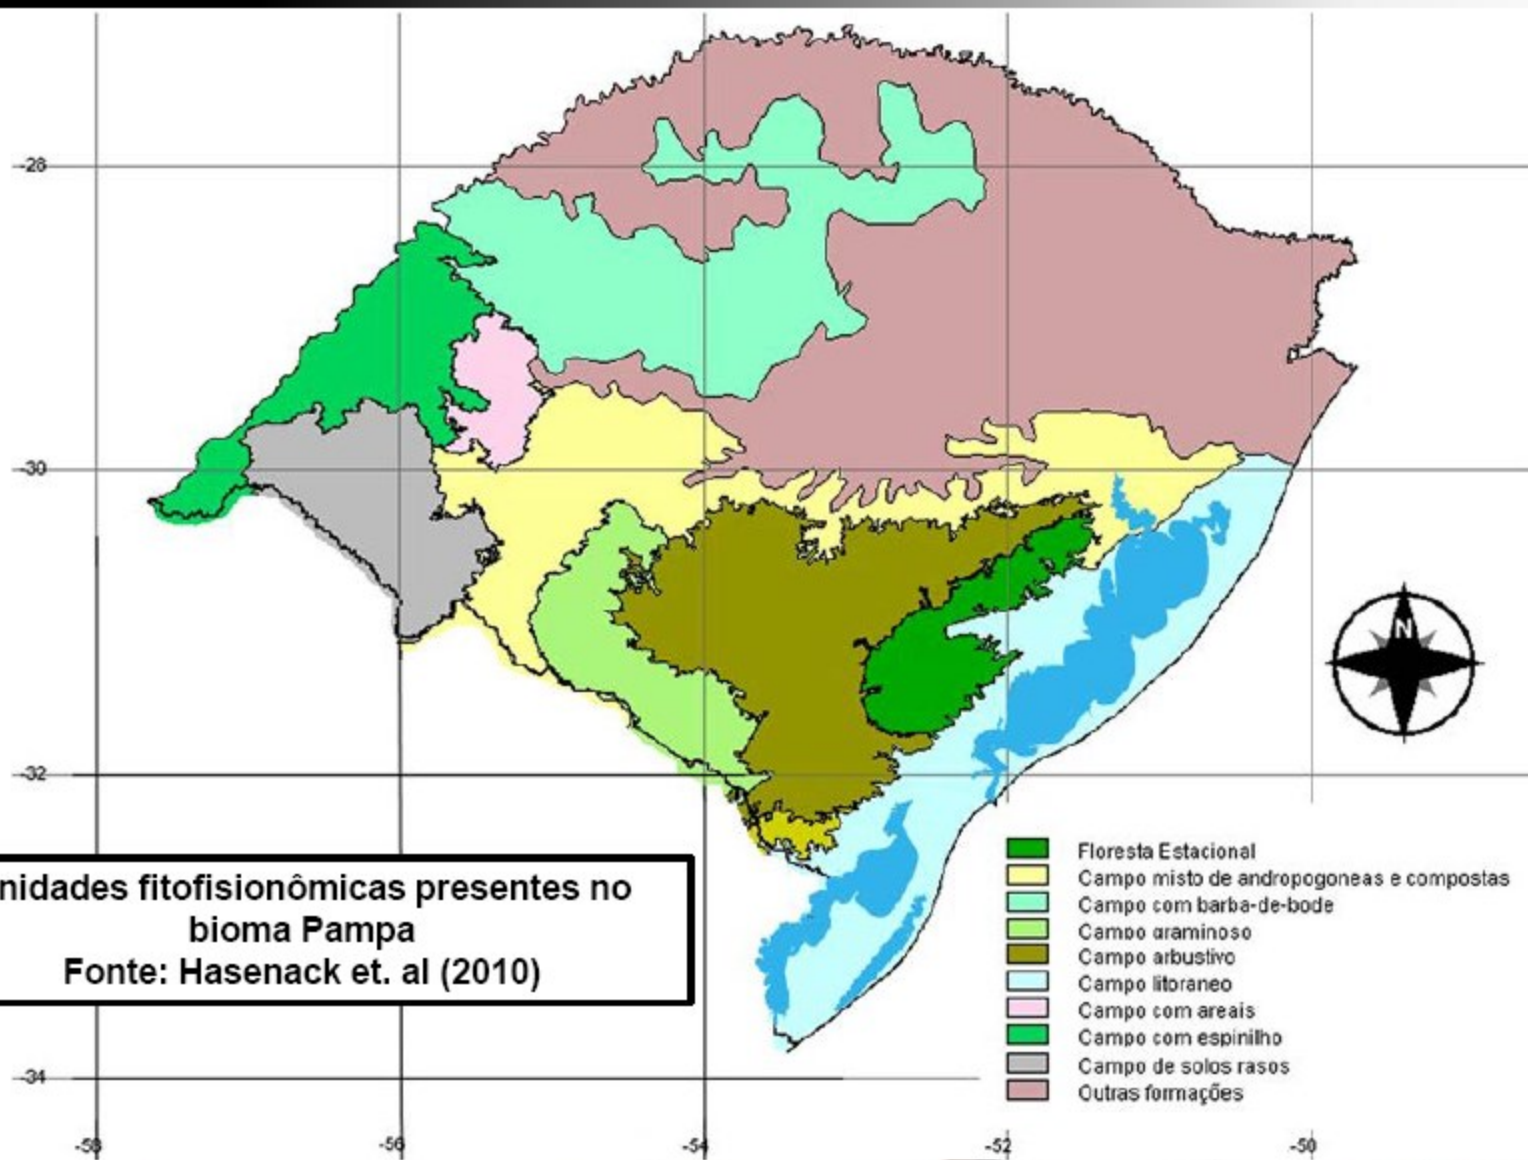 -28
-30
-32
-34
-58
-56
-54
-52
-50
N
nidades fitofisionômicas presentes no
bioma Pampa
Fonte: Hasenack et. al (2010)
Floresta Estacional
Campo misto de andropogoneas e compostas
Campo com barba-de-bode
Campo graminoso
Campo arbustivo
Campo litoraneo
Campo com areais
Campo com espinilho
Campo de solos rasos
Outras formações